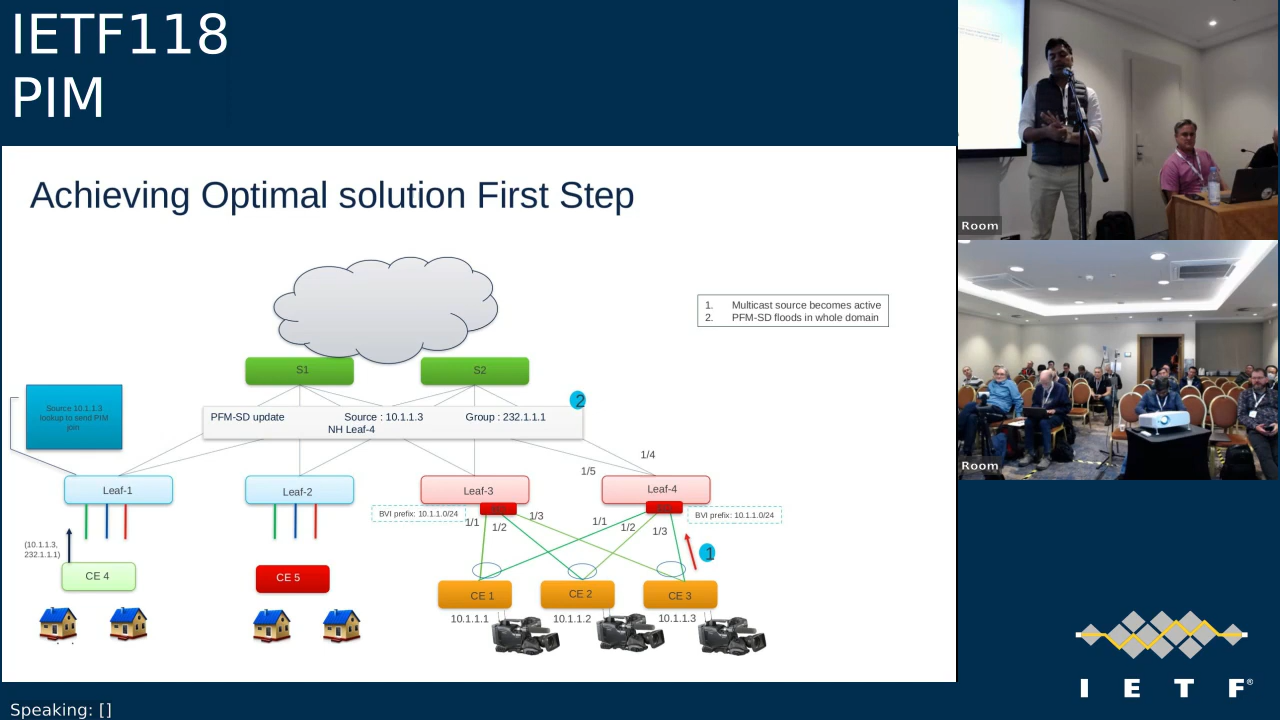 IETF118
PIM
Achieving Optimal solution First Step
1. Multicast source becomes active
2. PFM-SD floods in whole domain
S1
S2
2
PFM-SD update Source : 10.1.1.3 Group : 232.1.1.1
NH Leaf-4
Source 10.1.1.3
lookup to send PIM
join
1/4
1/5
Leaf-1
Leaf-2
Leaf-3
Leaf-4
BVI prefix: 10.1.1.0/24
BVI prefix: 10.1.1.0/24
1/1
1/2
1/3
1/1
1/2
1/3
1
(10.1.1.3,
232.1.1.1)
CE 4
CE 5
CE 1
CE 2
CE 3
10.1.1.1
10.1.1.2
10.1.1.3
Room
Room
I E T F®
Speaking: []